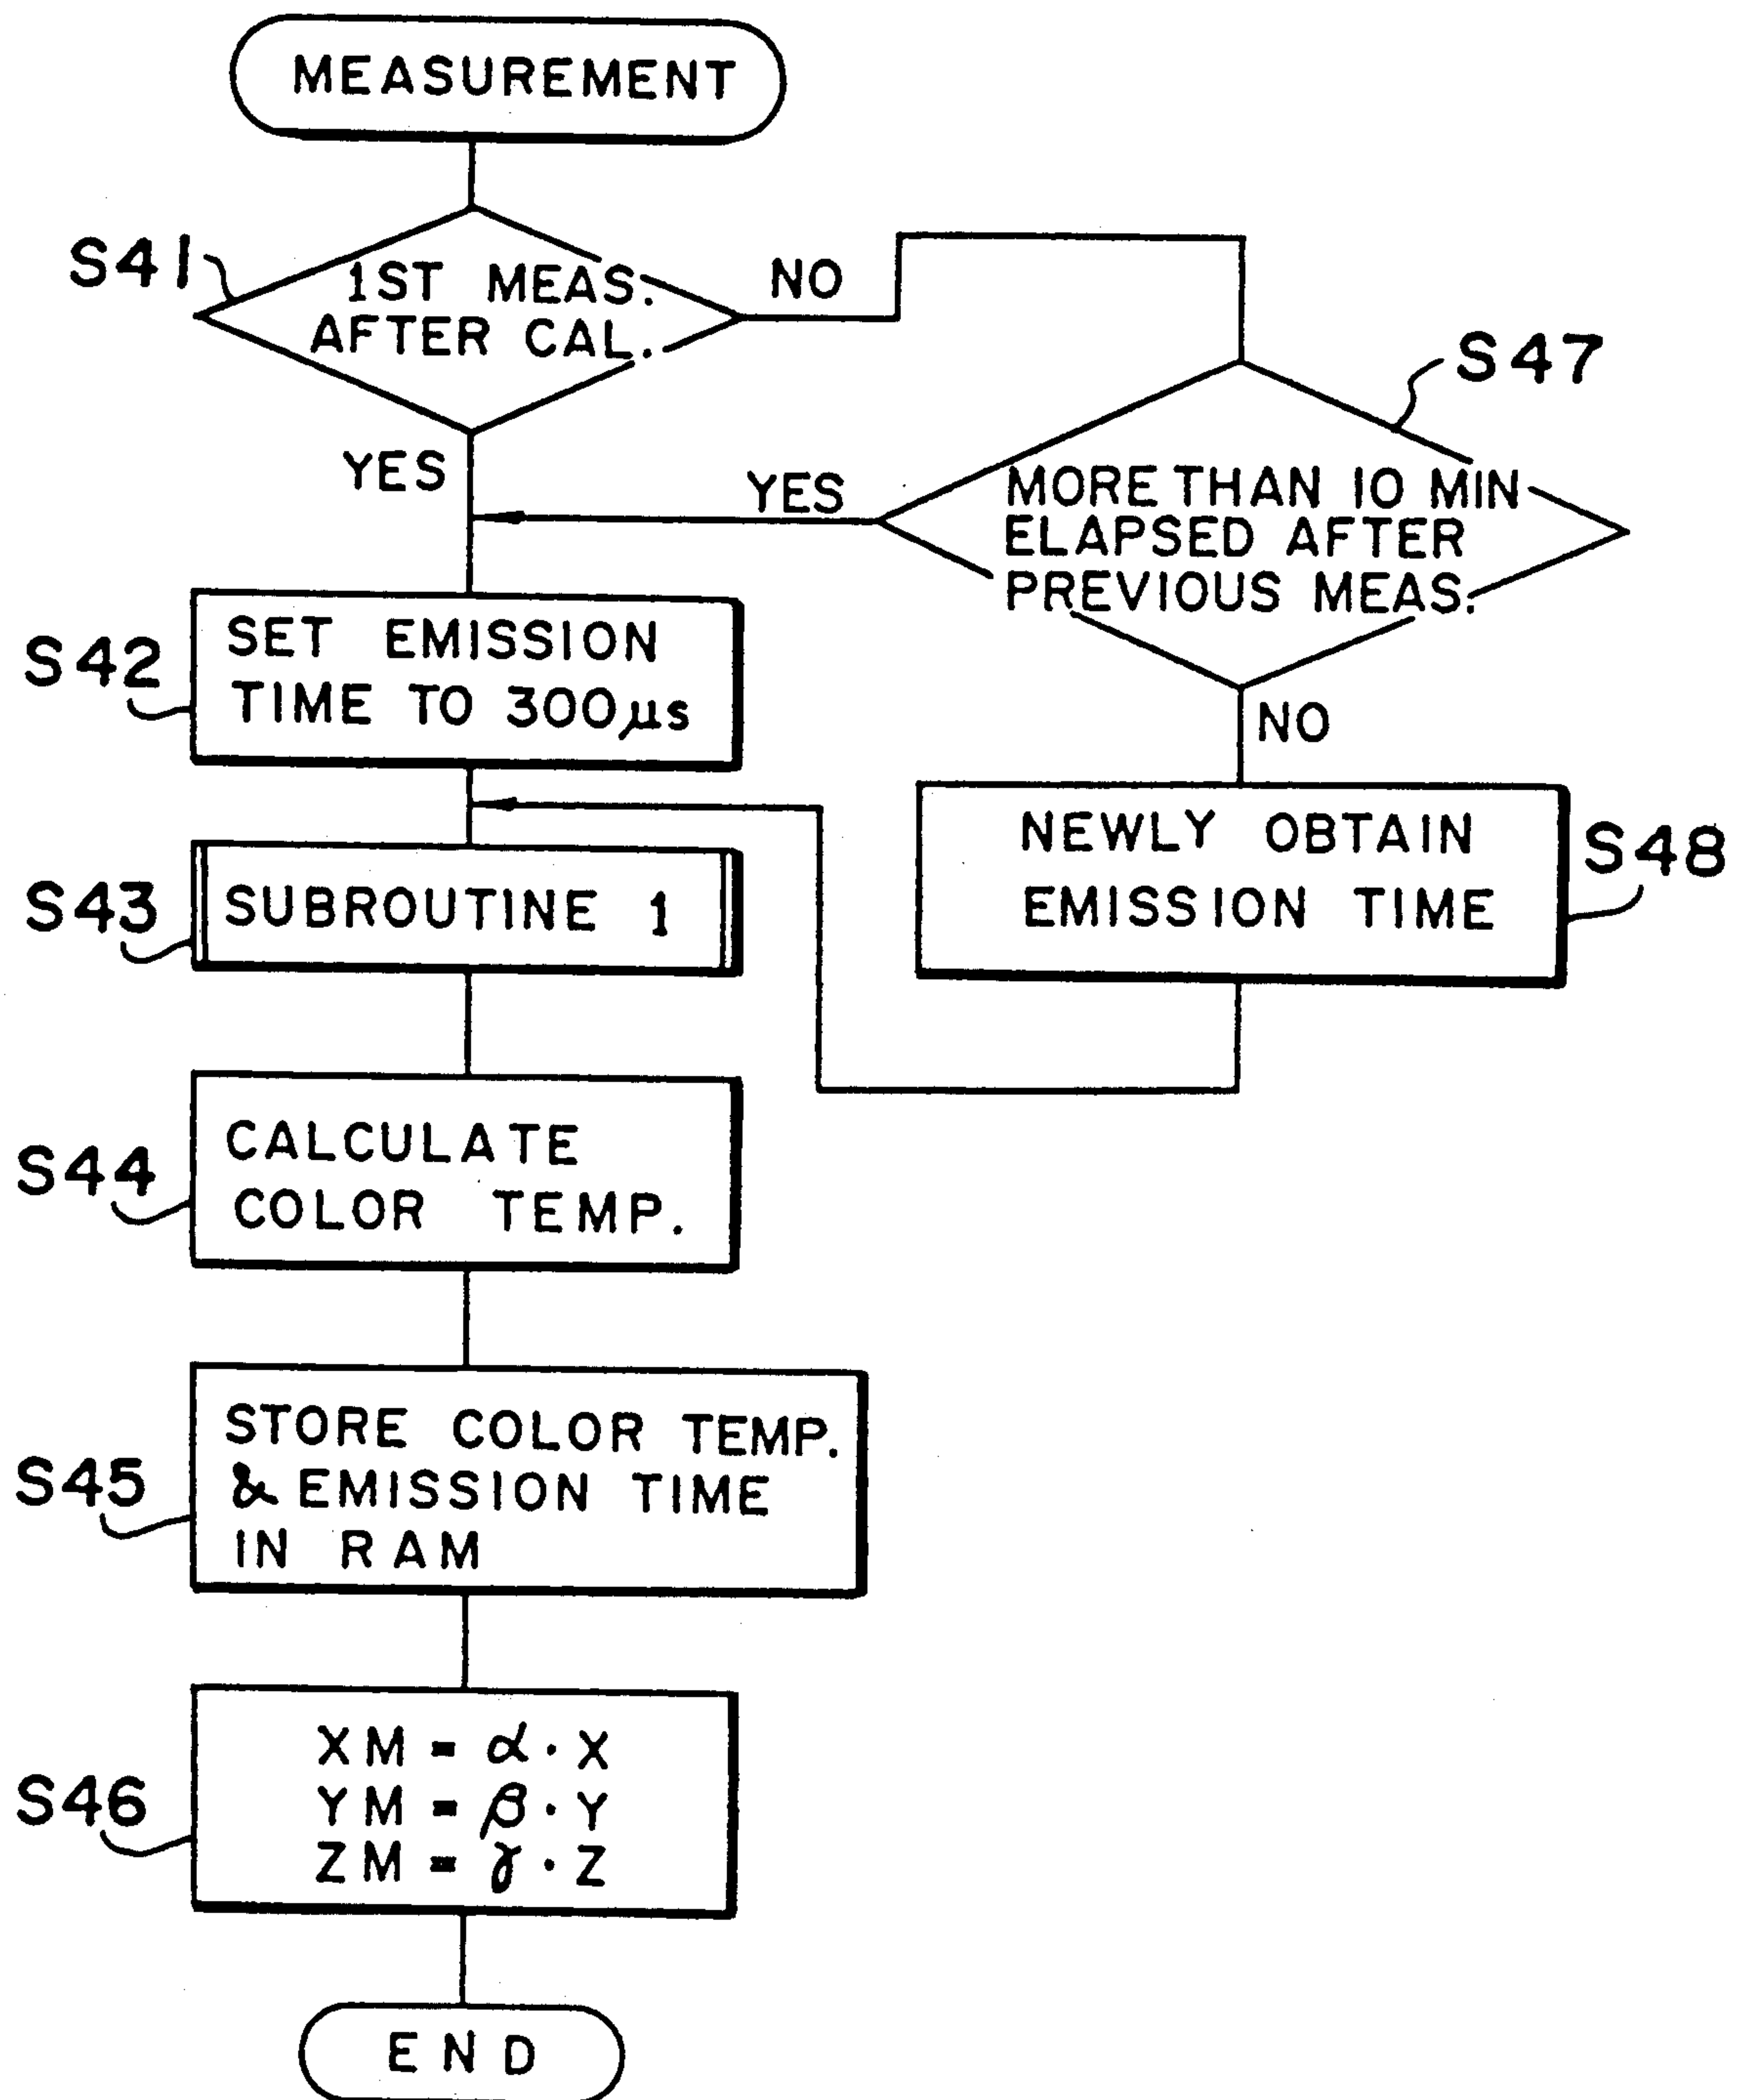 MEASUREMENT
S41
1ST MEAS.
AFTER CAL.
NO
YES
S47
MORE THAN 10 MIN
ELAPSED AFTER
PREVIOUS MEAS.
YES
NO
S42
SET EMISSION
TIME TO 300μs
S48
NEWLY OBTAIN
EMISSION TIME
S43
SUBROUTINE 1
S44
CALCULATE
COLOR TEMP.
S45
STORE COLOR TEMP.
& EMISSION TIME
IN RAM
S46
XM = α · X
YM = β · Y
ZM = γ · Z
END